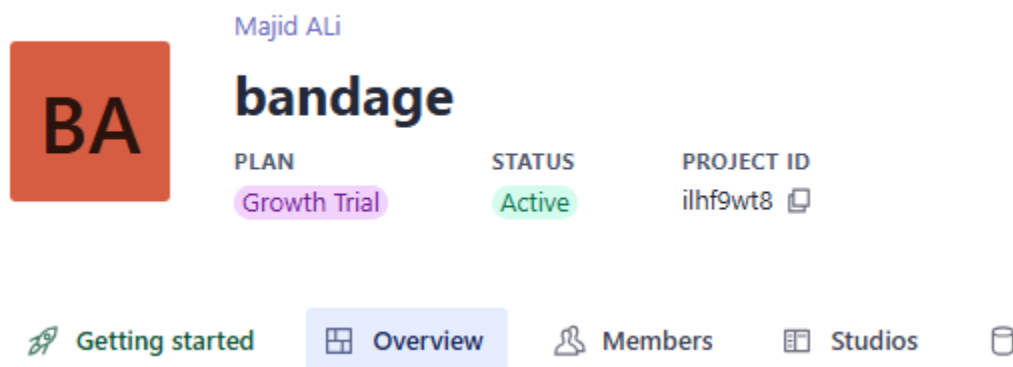 Majid ALi
BA
bandage
PLAN STATUS PROJECT ID
Growth Trial Active ilhf9wt8
Getting started Overview Members Studios